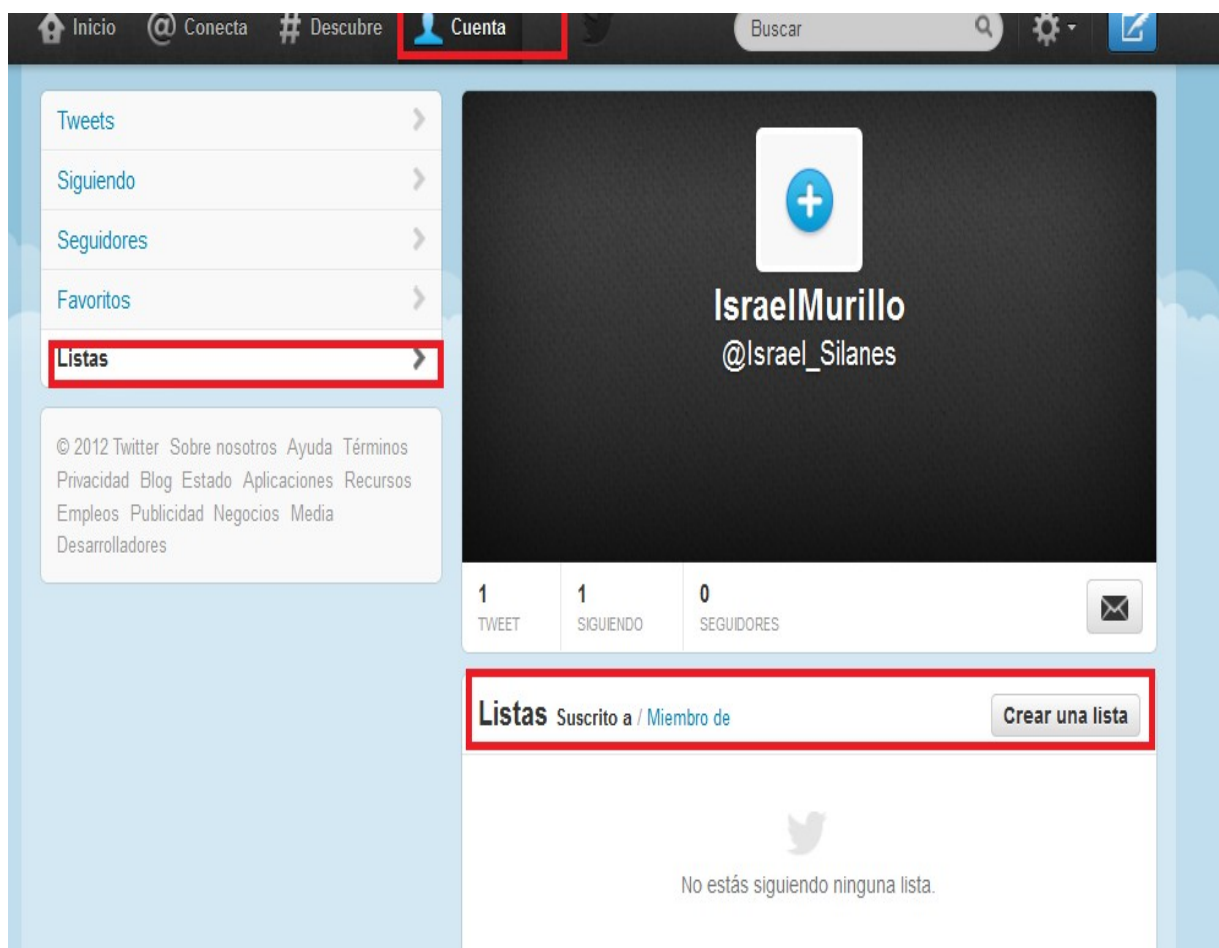 Inicio @ Conecta # Descubre Cuenta Buscar
Tweets
Siguiendo
Seguidores
Favoritos
Listas
© 2012 Twitter Sobre nosotros Ayuda Términos
Privacidad Blog Estado Aplicaciones Recursos
Empleos Publicidad Negocios Media
Desarrolladores
IsraelMurillo
@Israel_Silanes
1 1 0
TWEET SIGUIENDO SEGUIDORES
Listas Suscrito a / Miembro de Crear una lista
No estás siguiendo ninguna lista.